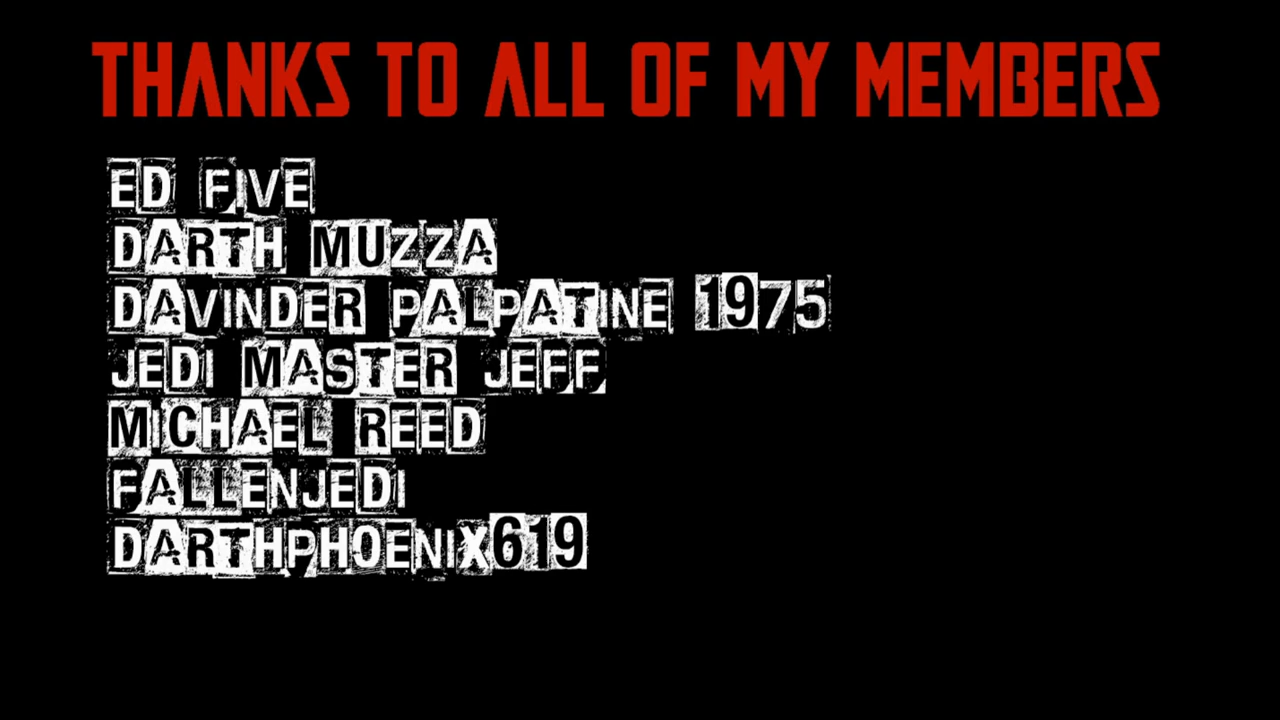 THANKS TO ALL OF MY MEMBERS
ED FIVE
DARTH MUZZA
DAVINDER PALPATINE 1975
JEDI MASTER JEFF
MICHAEL REED
FALLENJEDI
DARTHPHOENIX619